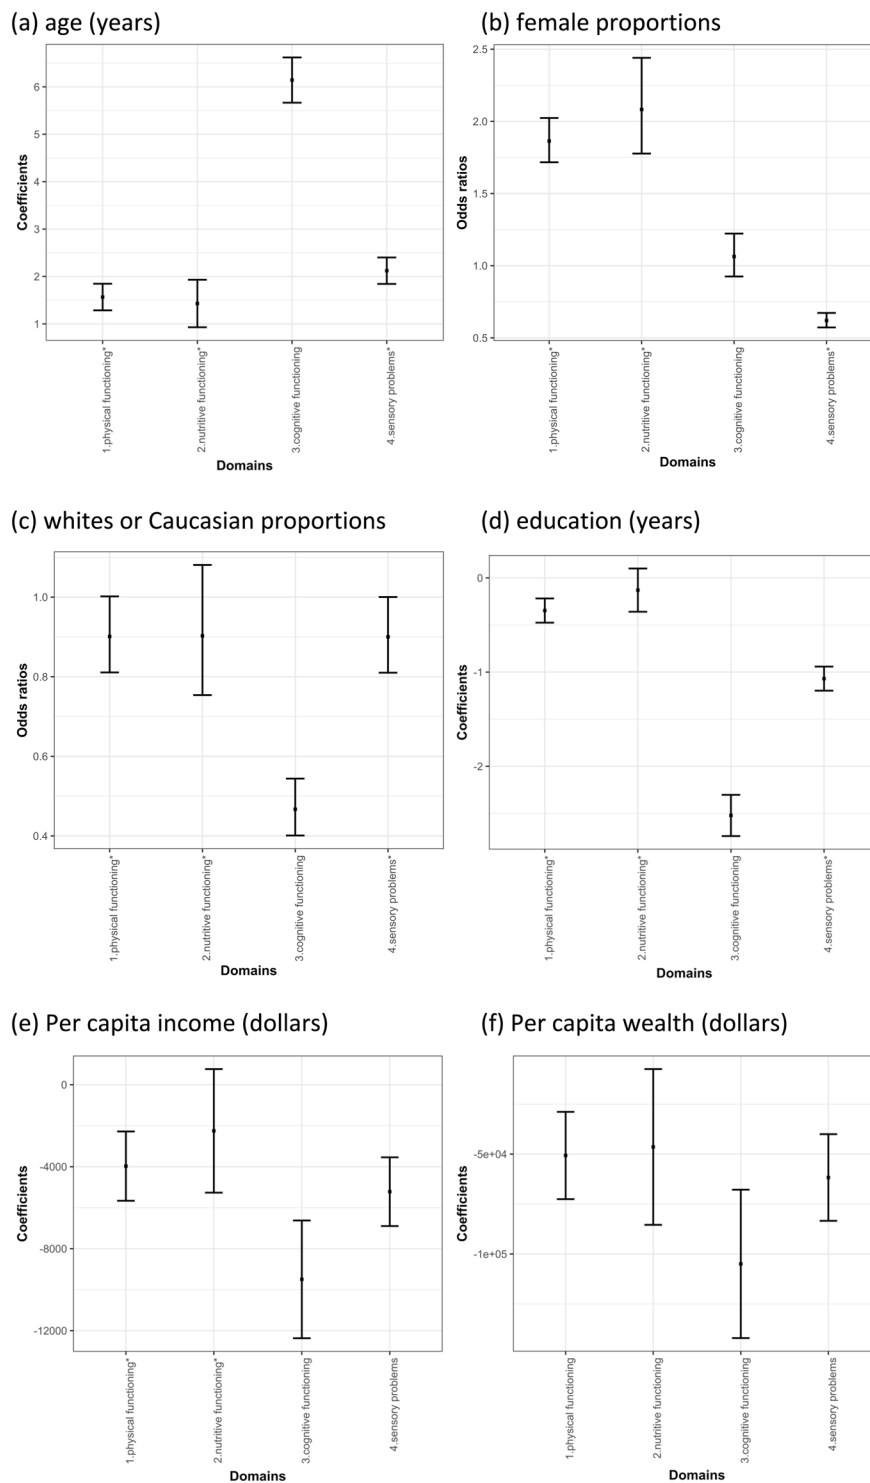 (a) age (years)
6
5
4
3
2
1
Coefficients
1.physical functioning*
2.nutritive functioning*
3.cognitive functioning
4.sensory problems*
Domains
(b) female proportions
2.5
2.0
1.5
1.0
0.5
Odds ratios
1.physical functioning*
2.nutritive functioning*
3.cognitive functioning
4.sensory problems*
Domains
(c) whites or Caucasian proportions
1.0
0.8
0.6
0.4
Odds ratios
1.physical functioning*
2.nutritive functioning*
3.cognitive functioning
4.sensory problems*
Domains
(d) education (years)
0
-1
-2
Coefficients
1.physical functioning*
2.nutritive functioning*
3.cognitive functioning
4.sensory problems*
Domains
(e) Per capita income (dollars)
0
-4000
-8000
-12000
Coefficients
1.physical functioning*
2.nutritive functioning*
3.cognitive functioning
4.sensory problems
Domains
(f) Per capita wealth (dollars)
-5e+04
-1e+05
Coefficients
1.physical functioning
2.nutritive functioning
3.cognitive functioning
4.sensory problems
Domains